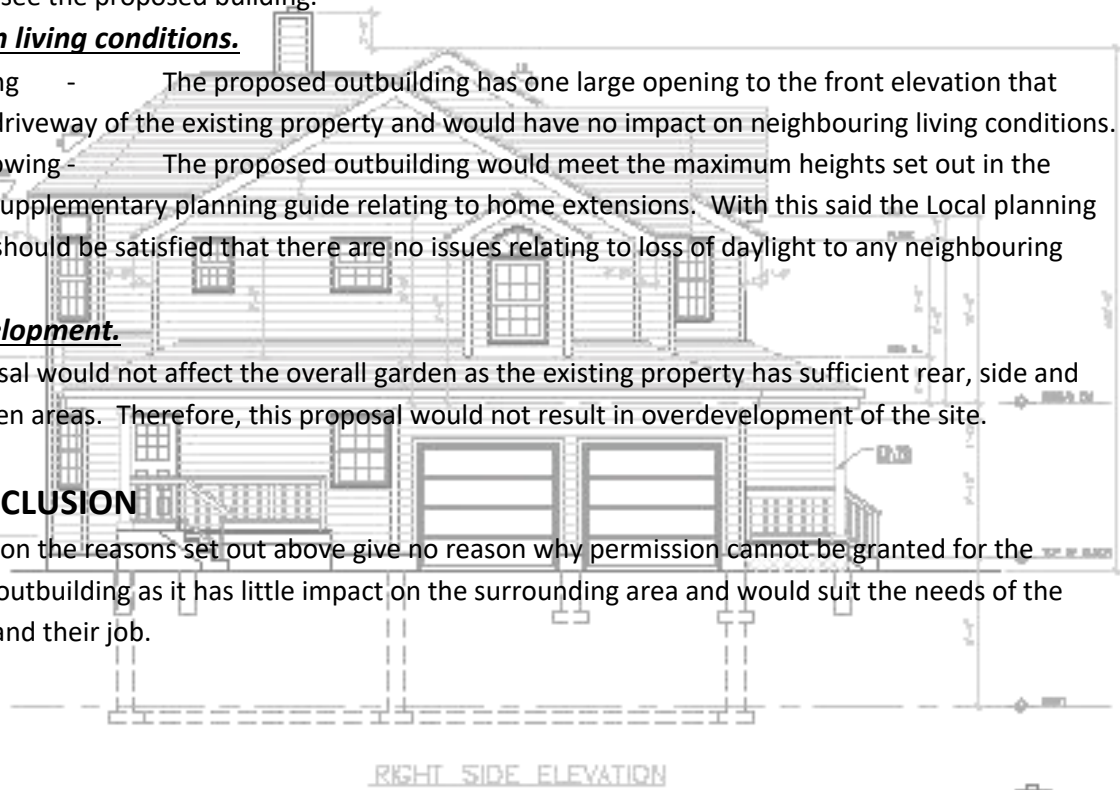 see the proposed building.
n living conditions.
ng - The proposed outbuilding has one large opening to the front elevation that
driveway of the existing property and would have no impact on neighbouring living conditions.
owing - The proposed outbuilding would meet the maximum heights set out in the
supplementary planning guide relating to home extensions. With this said the Local planning
should be satisfied that there are no issues relating to loss of daylight to any neighbouring
elopment.
sal would not affect the overall garden as the existing property has sufficient rear, side and
en areas. Therefore, this proposal would not result in overdevelopment of the site.
CLUSION
on the reasons set out above give no reason why permission cannot be granted for the
outbuilding as it has little impact on the surrounding area and would suit the needs of the
and their job.
RIGHT SIDE ELEVATION